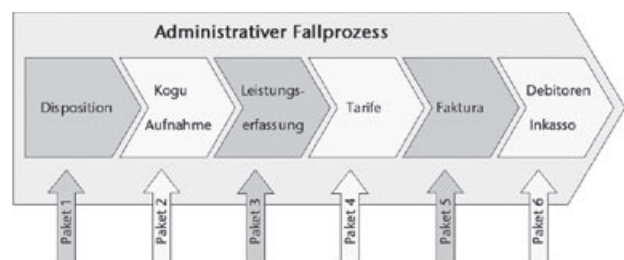 Administrativer Fallprozess
Disposition
Kogu
Aufnahme
Leistungs-
erfassung
Tarife
Faktura
Debitoren
Inkasso
Paket 1
Paket 2
Paket 3
Paket 4
Paket 5
Paket 6